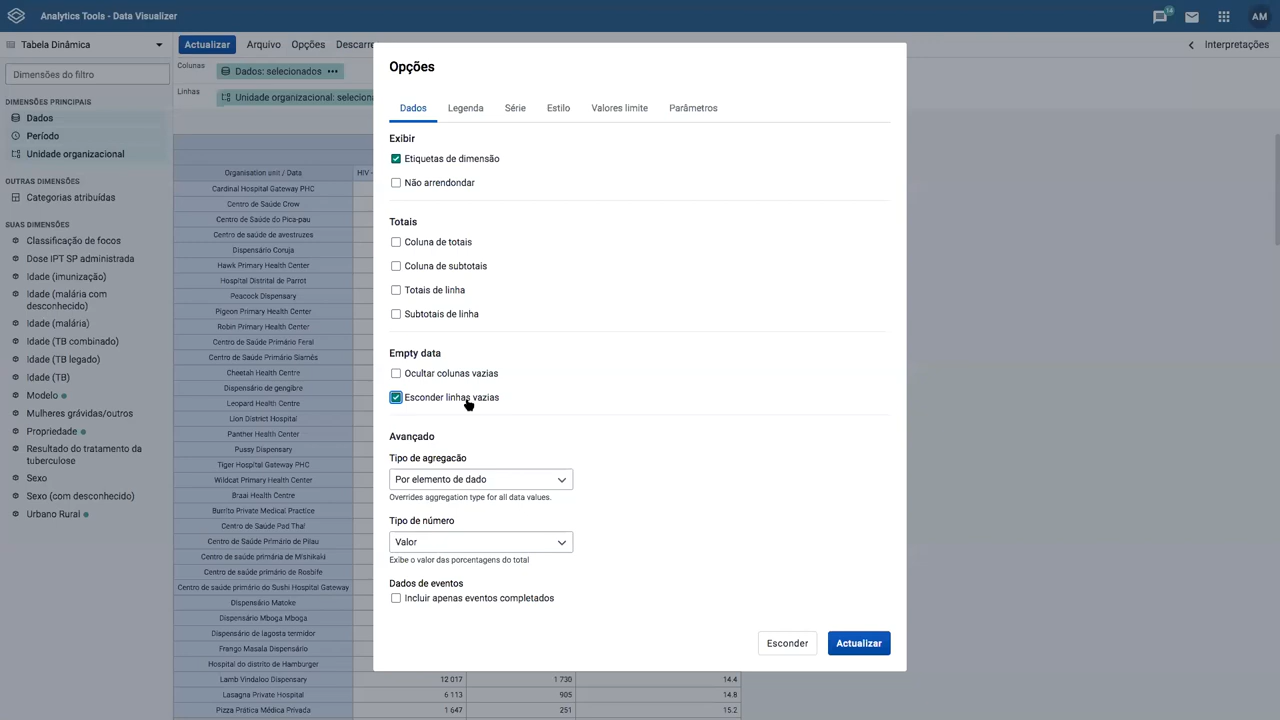 Analytics Tools - Data Visualizer
14
AM
Tabela Dinâmica
Actualizar
Arquivo
Opções
Descarre
Interpretações
Colunas
Dados: selecionados •••
Dimensões do filtro
Linhas
Unidade organizacional: selecion
DIMENSÕES PRINCIPAIS
Dados
Período
Unidade organizacional
OUTRAS DIMENSÕES
Categorias atribuídas
SUAS DIMENSÕES
Classificação de focos
Dose IPT SP administrada
Idade (imunização)
Idade (malária com
desconhecido)
Idade (malária)
Idade (TB combinado)
Idade (TB legado)
Idade (TB)
Modelo
Mulheres grávidas/outros
Propriedade
Resultado do tratamento da
tuberculose
Sexo
Sexo (com desconhecido)
Urbano Rural
Organisation unit / Data
HIV -
Cardinal Hospital Gateway PHC
Centro de Saúde Crow
Centro de Saúde do Pica-pau
Centro de saúde de avestruzes
Dispensário Coruja
Hawk Primary Health Center
Hospital Distrital de Parrot
Peacock Dispensary
Pigeon Primary Health Center
Robin Primary Health Center
Centro de Saúde Primário Feral
Centro de Saúde Primário Siamês
Cheetah Health Centre
Dispensário de gengibre
Leopard Health Centre
Lion District Hospital
Panther Health Center
Pussy Dispensary
Tiger Hospital Gateway PHC
Wildcat Primary Health Center
Braai Health Centre
Burrito Private Medical Practice
Centro de Saúde Pad Thai
Centro de Saúde Primário de Pilau
Centro de saúde primária de Mishikaki
Centro de saúde primário de Rosbife
Centro de saúde primário do Sushi Hospital Gateway
Dispensário Matoke
Dispensário Mboga Mboga
Dispensário de lagosta termidor
Frango Masala Dispensário
Hospital do distrito de Hamburger
Lamb Vindaloo Dispensary 12 017 1 730 14.4
Lasagna Private Hospital 6 113 905 14.8
Pizza Prática Médica Privada 1 647 251 15.2
Opções
Dados
Legenda
Série
Estilo
Valores limite
Parâmetros
Exibir
Etiquetas de dimensão
Não arrendondar
Totais
Coluna de totais
Coluna de subtotais
Totais de linha
Subtotais de linha
Empty data
Ocultar colunas vazias
Esconder linhas vazias
Avançado
Tipo de agregacão
Por elemento de dado
Overrides aggregation type for all data values.
Tipo de número
Valor
Exibe o valor das porcentagens do total
Dados de eventos
Incluir apenas eventos completados
Esconder
Actualizar